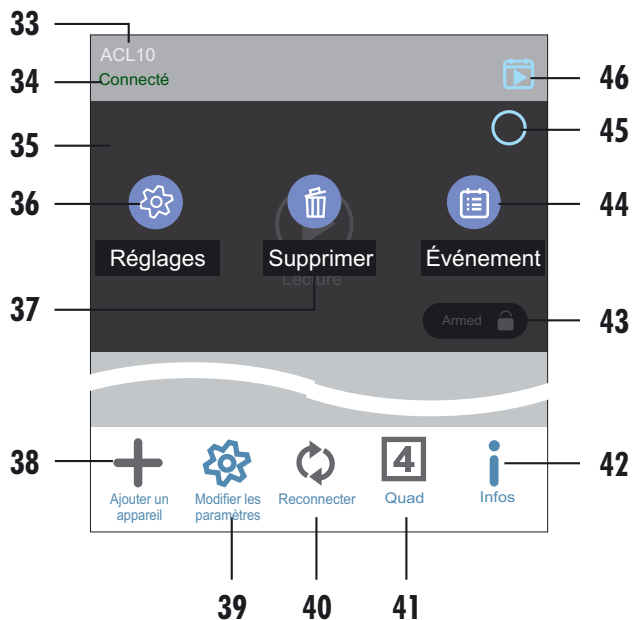 33
ACL10
34
Connecté
46
45
35
36
44
Réglages
Supprimer
Événement
Lecture
37
Armed
43
38
4
42
Ajouter un
appareil
Modifier les
paramètres
Reconnecter
Quad
Infos
39
40
41